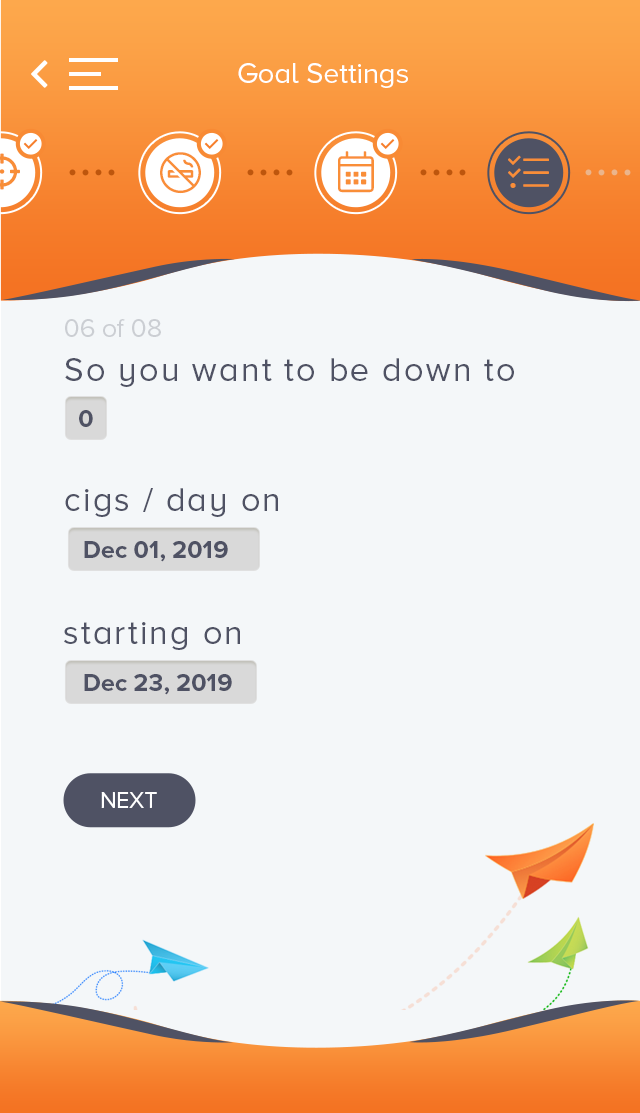 Goal Settings
06 of 08
So you want to be down to
0
cigs / day on
Dec 01, 2019
starting on
Dec 23, 2019
NEXT